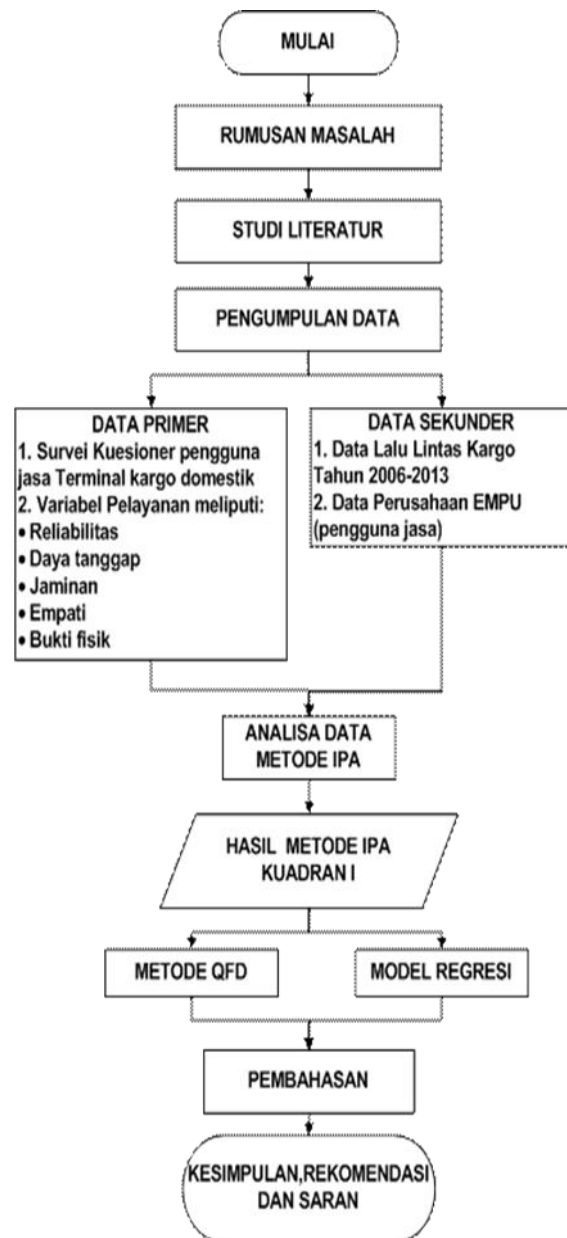 MULAI
RUMUSAN MASALAH
STUDI LITERATUR
PENGUMPULAN DATA
DATA PRIMER
1. Survei Kuesioner pengguna
jasa Terminal kargo domestik
2. Variabel Pelayanan meliputi:
• Reliabilitas
• Daya tanggap
• Jaminan
• Empati
• Bukti fisik
DATA SEKUNDER
1. Data Lalu Lintas Kargo
Tahun 2006-2013
2. Data Perusahaan EMPU
(pengguna jasa)
ANALISA DATA
METODE IPA
HASIL METODE IPA
KUADRAN I
METODE QFD
MODEL REGRESI
PEMBAHASAN
KESIMPULAN,REKOMENDASI
DAN SARAN